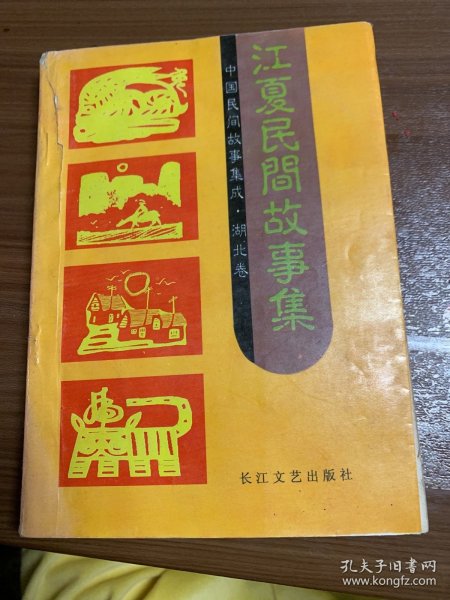 江夏民間故事集
中国民间故事集成·湖北卷
长江文艺出版社
孔夫子旧书网
www.kongfz.com